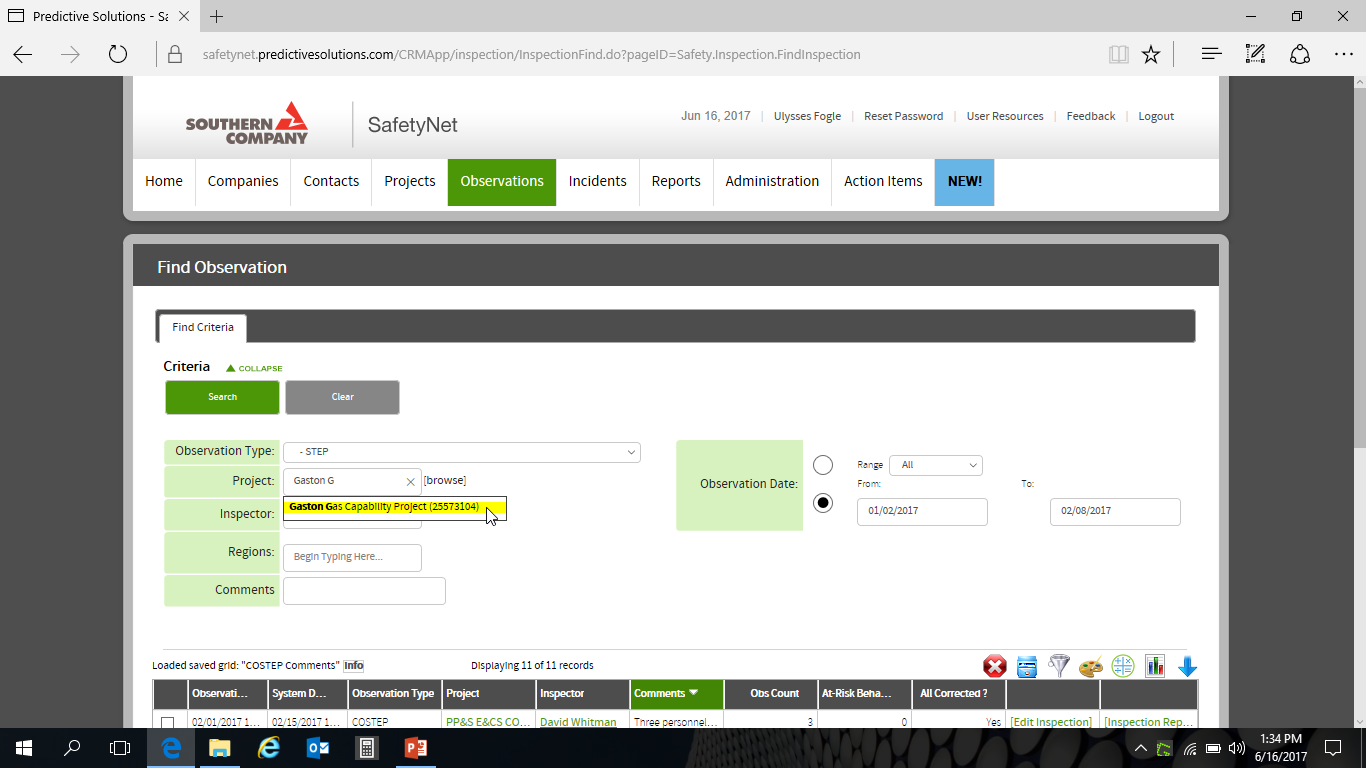 Predictive Solutions - Sa
safetynet.predictivesolutions.com/CRMApp/inspection/InspectionFind.do?pageID=Safety.Inspection.FindInspection
SOUTHERN COMPANY
SafetyNet
Jun 16, 2017 | Ulysses Fogle | Reset Password | User Resources | Feedback | Logout
Home Companies Contacts Projects Observations Incidents Reports Administration Action Items NEW!
Find Observation
Find Criteria
Criteria COLLAPSE
Search Clear
Observation Type: - STEP
Project: Gaston G [browse]
Gaston Gas Capability Project (25573104)
Inspector:
Regions: Begin Typing Here...
Comments
Observation Date: Range All
From: To:
01/02/2017 02/08/2017
Loaded saved grid: "COSTEP Comments" Info Displaying 11 of 11 records
Observati... System D... Observation Type Project Inspector Comments Obs Count At-Risk Beha... All Corrected ?
02/01/2017 1... 02/15/2017 1... COSTEP PP&S E&CS CO... David Whitman Three personnel... 3 0 Yes [Edit Inspection] [Inspection Rep...
1:34 PM
6/16/2017